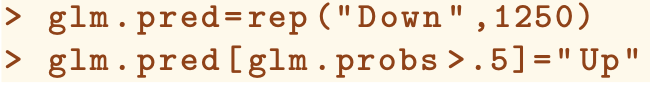 > glm.pred=rep("Down",1250)
> glm.pred[glm.probs>.5]="Up"